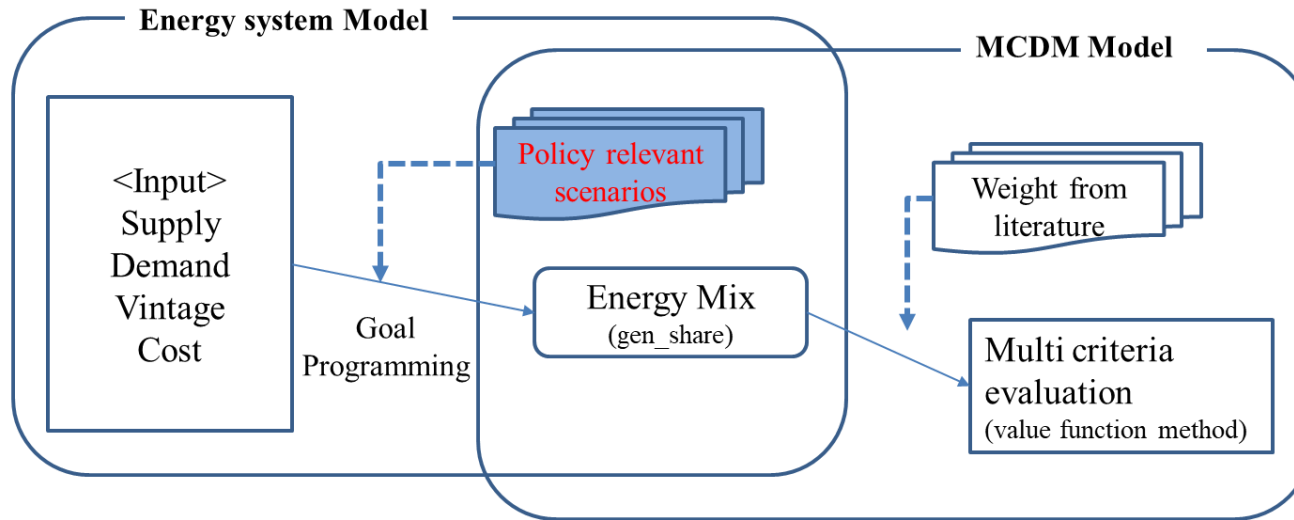 Energy system Model
MCDM Model
<Input>
Supply
Demand
Vintage
Cost
Policy relevant
scenarios
Goal
Programming
Energy Mix
(gen_share)
Weight from
literature
Multi criteria
evaluation
(value function method)